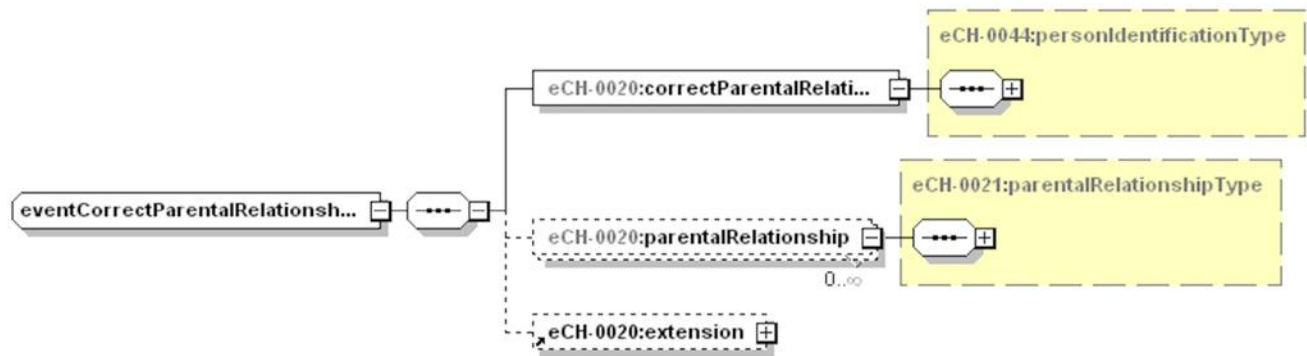 eCH-0044:personIdentificationType
eCH-0020:correctParentalRelati...
eCH-0021:parentalRelationshipType
eventCorrectParentalRelationsh...
eCH-0020:parentalRelationship
0..∞
eCH-0020:extension